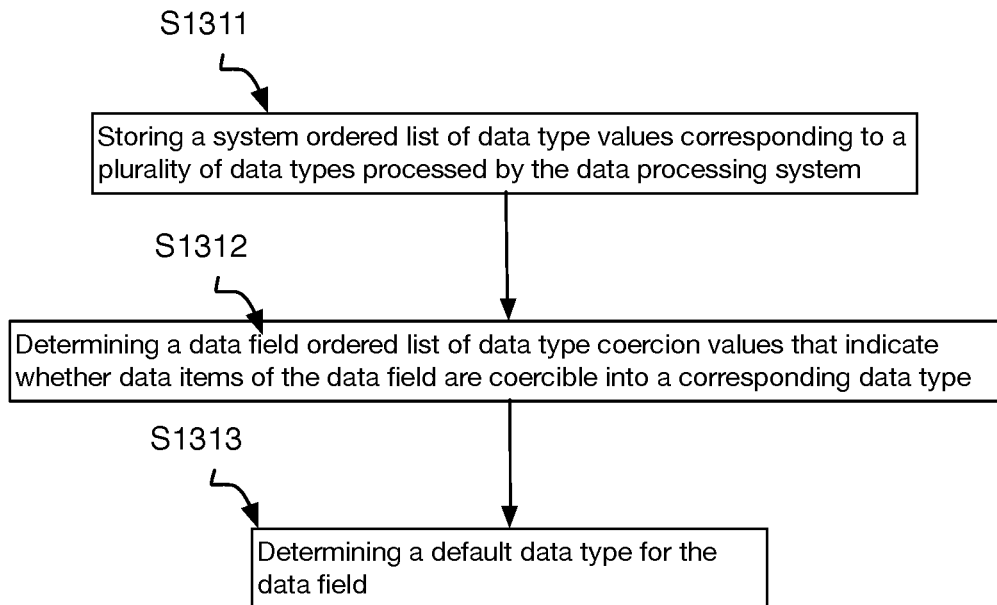 S1311
Storing a system ordered list of data type values corresponding to a
plurality of data types processed by the data processing system
S1312
Determining a data field ordered list of data type coercion values that indicate
whether data items of the data field are coercible into a corresponding data type
S1313
Determining a default data type for the
data field